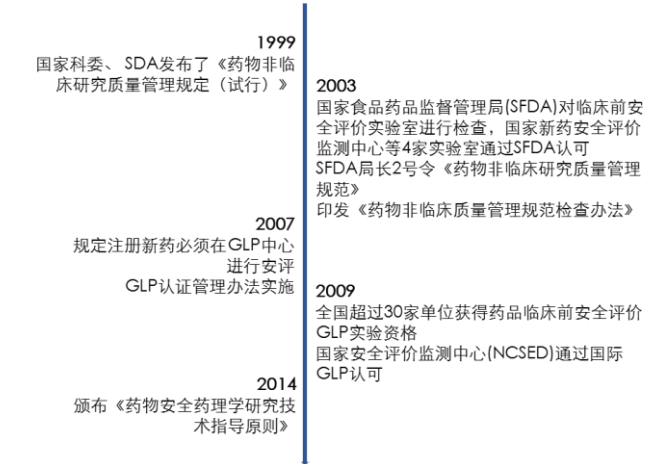 1999
国家科委、SDA发布了《药物非临
床研究质量管理规定（试行）》
2003
国家食品药品监督管理局(SFDA)对临床前安
全评价实验室进行检查，国家新药安全评价
监测中心等4家实验室通过SFDA认可
SFDA局长2号令《药物非临床研究质量管理
规范》
印发《药物非临床质量管理规范检查办法》
2007
规定注册新药必须在GLP中心
进行安评
GLP认证管理办法实施
2009
全国超过30家单位获得药品临床前安全评价
GLP实验资格
国家安全评价监测中心(NCSED)通过国际
GLP认可
2014
颁布《药物安全药理学研究技
术指导原则》